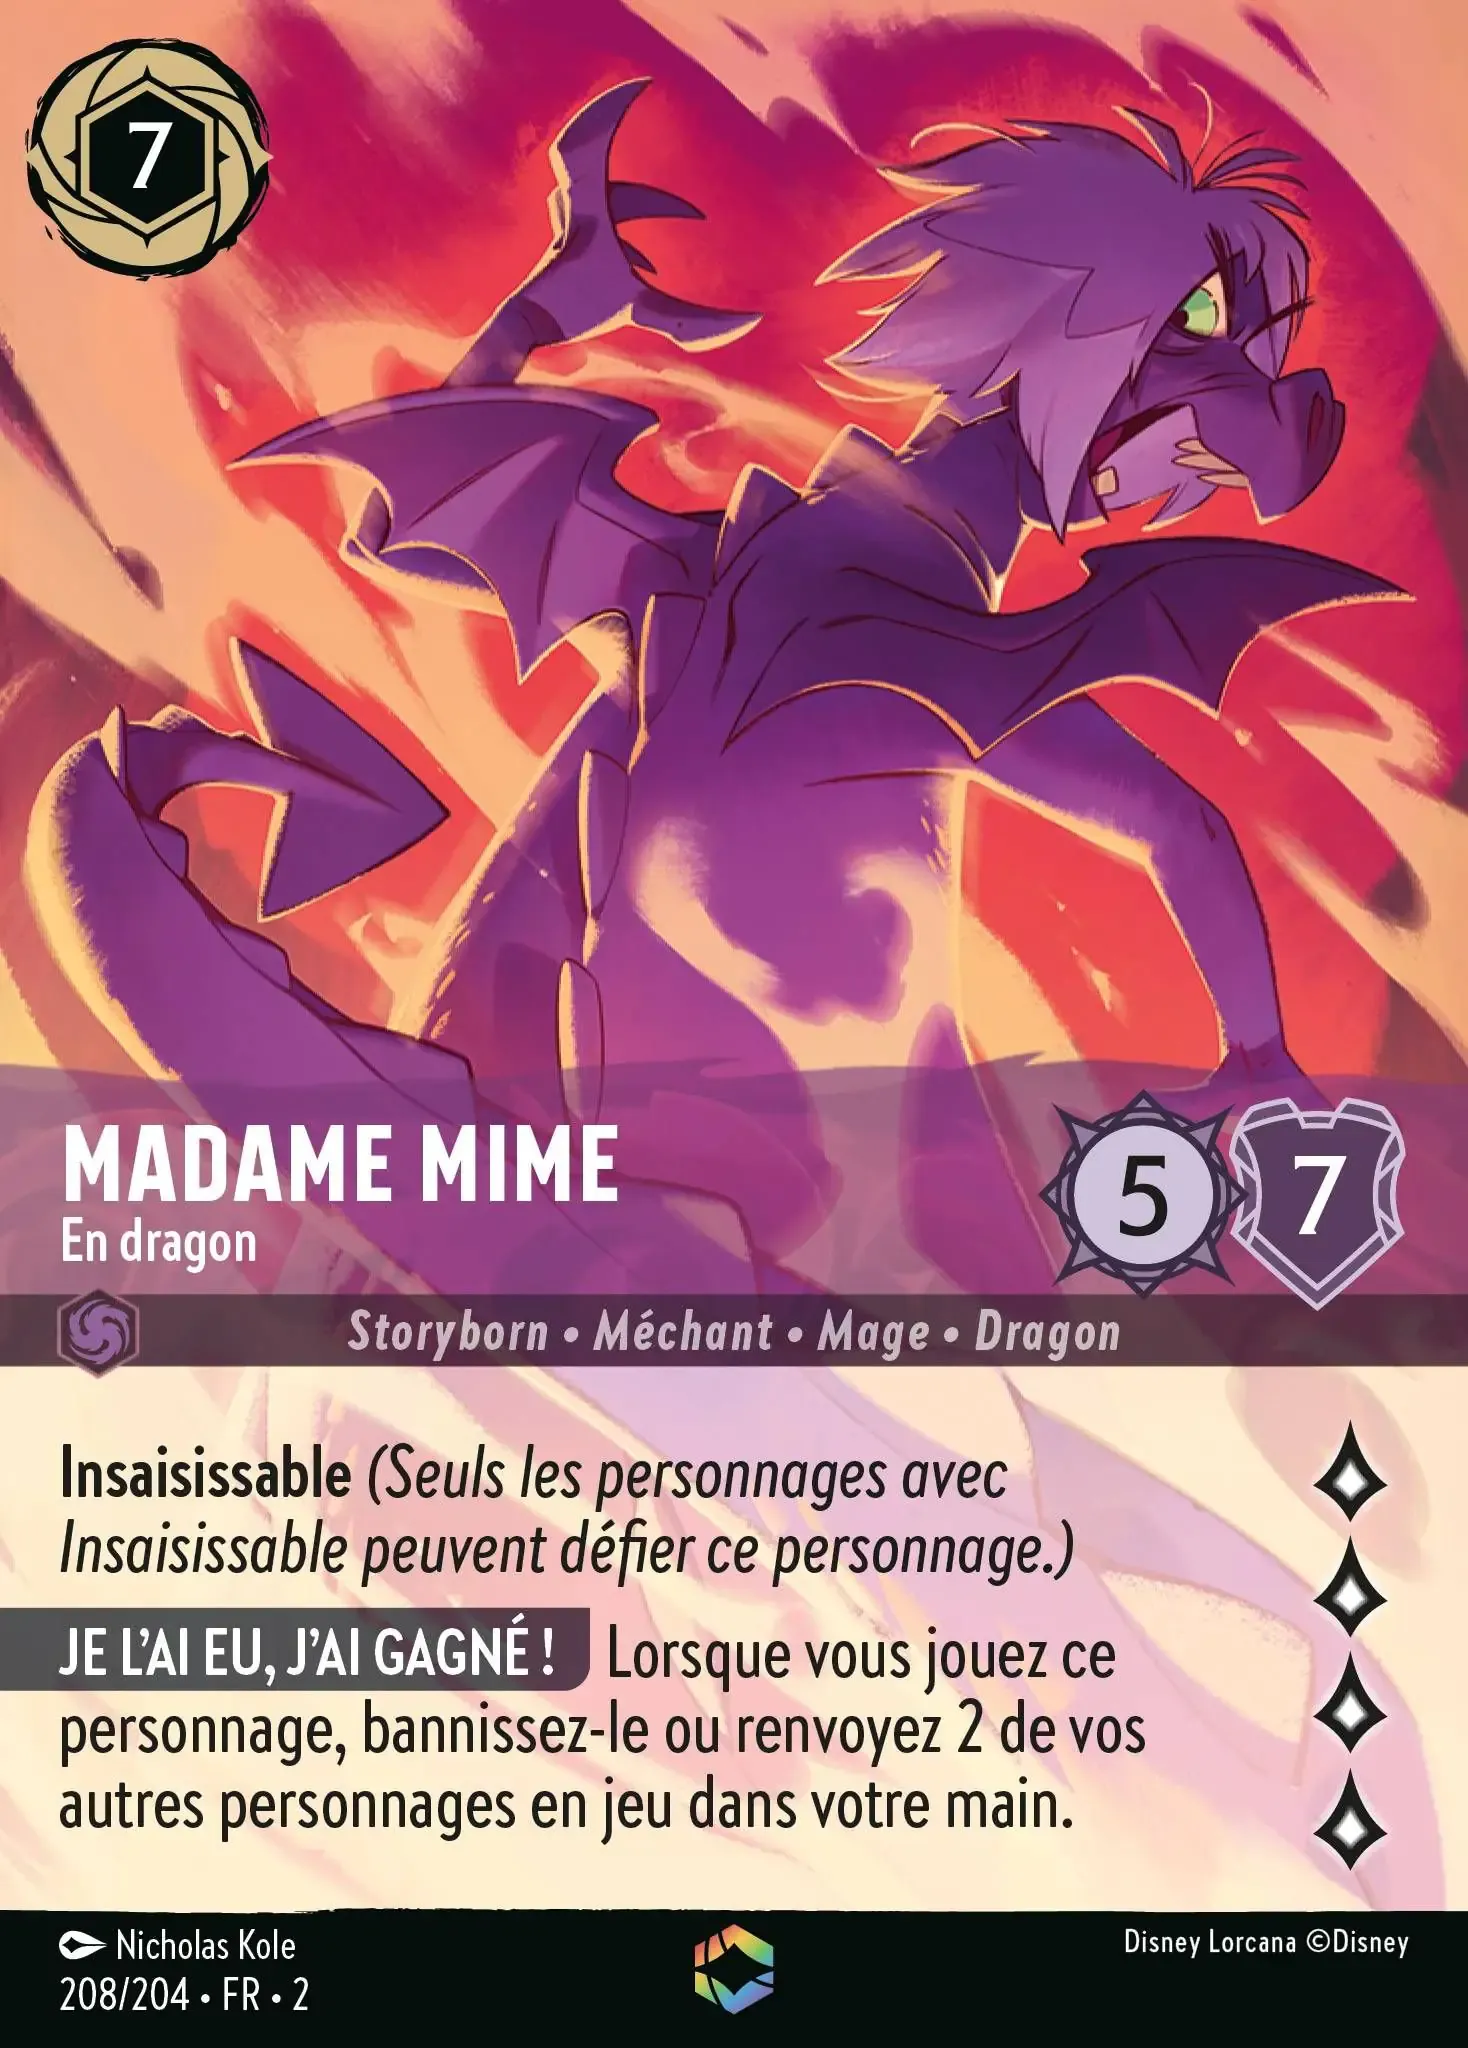 7
MADAME MIME
En dragon
5
7
Storyborn • Méchant • Mage • Dragon
Insaisissable (Seuls les personnages avec
Insaisissable peuvent défier ce personnage.)
JE L'AI EU, J'AI GAGNÉ ! Lorsque vous jouez ce
personnage, bannissez-le ou renvoyez 2 de vos
autres personnages en jeu dans votre main.
Nicholas Kole
Disney Lorcana ©Disney
208/204 • FR • 2